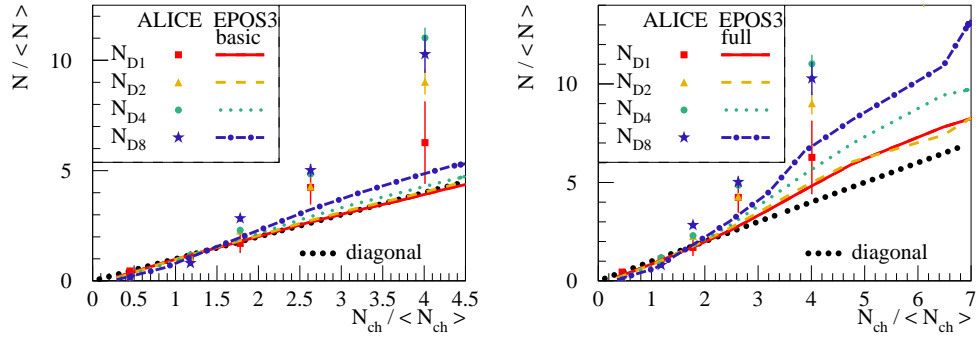 ALICE EPOS3
basic
N_D1
N_D2
N_D4
N_D8
diagonal
N / < N >
10
5
0
0 0.5 1 1.5 2 2.5 3 3.5 4 4.5
N_ch / < N_ch >
ALICE EPOS3
full
N_D1
N_D2
N_D4
N_D8
diagonal
N / < N >
10
5
0
0 1 2 3 4 5 6 7
N_ch / < N_ch >